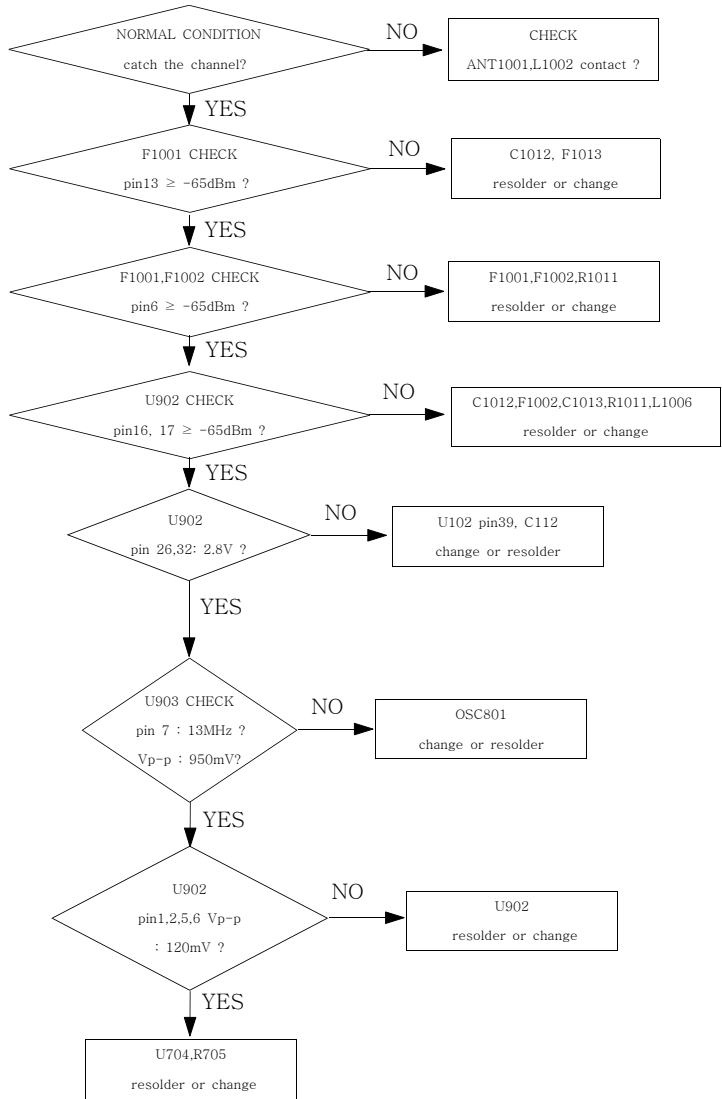 NORMAL CONDITION
catch the channel?
NO
CHECK
ANT1001,L1002 contact ?
YES
F1001 CHECK
pin13 ≥ -65dBm ?
NO
C1012, F1013
resolder or change
YES
F1001,F1002 CHECK
pin6 ≥ -65dBm ?
NO
F1001,F1002,R1011
resolder or change
YES
U902 CHECK
pin16, 17 ≥ -65dBm ?
NO
C1012,F1002,C1013,R1011,L1006
resolder or change
YES
U902
pin 26,32: 2.8V ?
NO
U102 pin39, C112
change or resolder
YES
U903 CHECK
pin 7 : 13MHz ?
Vp-p : 950mV?
NO
OSC801
change or resolder
YES
U902
pin1,2,5,6 Vp-p
: 120mV ?
NO
U902
resolder or change
YES
U704,R705
resolder or change